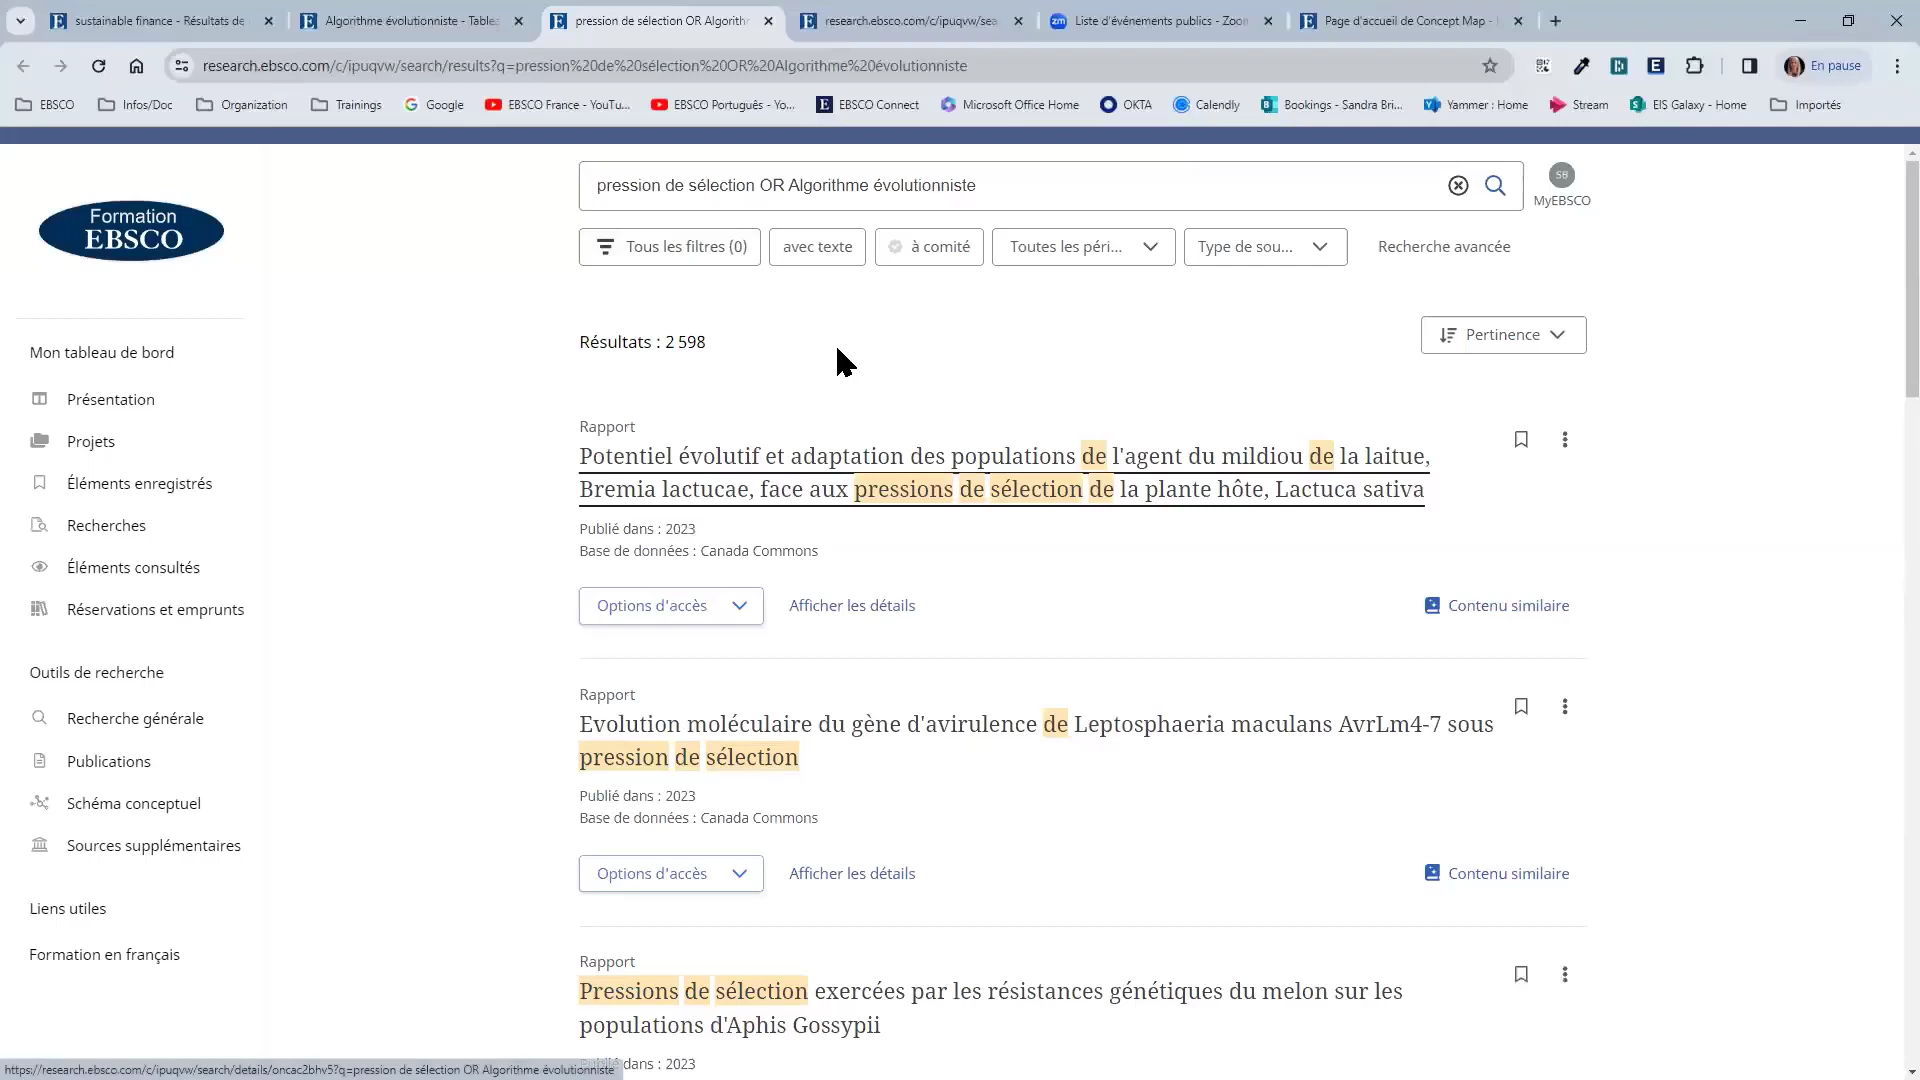 sustainable finance - Résultats de
Algorithme évolutionniste - Table
pression de sélection OR Algorith
research.ebsco.com/c/ipuqvw/sea
zm
Liste d'événements publics - Zoo
Page d'accueil de Concept Map -
research.ebsco.com/c/ipuqvw/search/results?q=pression%20de%20sélection%20OR%20Algorithme%20évolutionniste
En pause
EBSCO
Infos/Doc
Organization
Trainings
Google
EBSCO France - YouTu...
EBSCO Português - Yo...
EBSCO Connect
Microsoft Office Home
OKTA
Calendly
Bookings - Sandra Bri...
Yammer : Home
Stream
EIS Galaxy - Home
Importés
Formation
EBSCO
pression de sélection OR Algorithme évolutionniste
SB
MyEBSCO
Tous les filtres (0)
avec texte
à comité
Toutes les péri...
Type de sou...
Recherche avancée
Mon tableau de bord
Présentation
Projets
Éléments enregistrés
Recherches
Éléments consultés
Réservations et emprunts
Outils de recherche
Recherche générale
Publications
Schéma conceptuel
Sources supplémentaires
Liens utiles
Formation en français
Résultats : 2 598
Pertinence
Rapport
Potentiel évolutif et adaptation des populations de l'agent du mildiou de la laitue,
Bremia lactucae, face aux pressions de sélection de la plante hôte, Lactuca sativa
Publié dans : 2023
Base de données : Canada Commons
Options d'accès
Afficher les détails
Contenu similaire
Rapport
Evolution moléculaire du gène d'avirulence de Leptosphaeria maculans AvrLm4-7 sous
pression de sélection
Publié dans : 2023
Base de données : Canada Commons
Options d'accès
Afficher les détails
Contenu similaire
Rapport
Pressions de sélection exercées par les résistances génétiques du melon sur les
populations d'Aphis Gossypii
Publié dans : 2023
https://research.ebsco.com/c/ipuqvw/search/details/oncac2bhv5?q=pression de sélection OR Algorithme évolutionniste